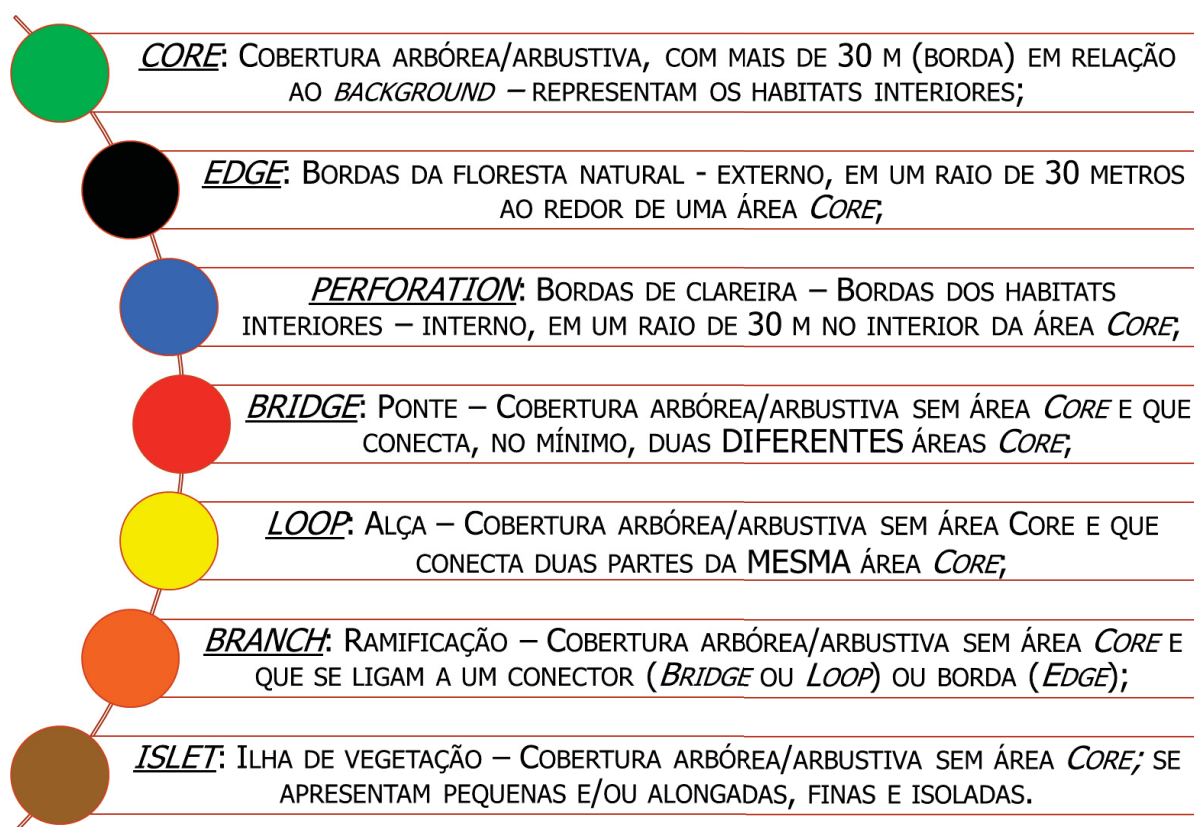 CORE: COBERTURA ARBÓREA/ARBUSTIVA, COM MAIS DE 30 M (BORDA) EM RELAÇÃO
AO BACKGROUND – REPRESENTAM OS HABITATS INTERIORES;
EDGE: BORDAS DA FLORESTA NATURAL - EXTERNO, EM UM RAIO DE 30 METROS
AO REDOR DE UMA ÁREA CORE;
PERFORATION: BORDAS DE CLAREIRA – BORDAS DOS HABITATS
INTERIORES – INTERNO, EM UM RAIO DE 30 M NO INTERIOR DA ÁREA CORE;
BRIDGE: PONTE – COBERTURA ARBÓREA/ARBUSTIVA SEM ÁREA CORE E QUE
CONECTA, NO MÍNIMO, DUAS DIFERENTES ÁREAS CORE;
LOOP: ALÇA – COBERTURA ARBÓREA/ARBUSTIVA SEM ÁREA CORE E QUE
CONECTA DUAS PARTES DA MESMA ÁREA CORE;
BRANCH: RAMIFICAÇÃO – COBERTURA ARBÓREA/ARBUSTIVA SEM ÁREA CORE E
QUE SE LIGAM A UM CONECTOR (BRIDGE OU LOOP) OU BORDA (EDGE);
ISLET: ILHA DE VEGETAÇÃO – COBERTURA ARBÓREA/ARBUSTIVA SEM ÁREA CORE; SE
APRESENTAM PEQUENAS E/OU ALONGADAS, FINAS E ISOLADAS.